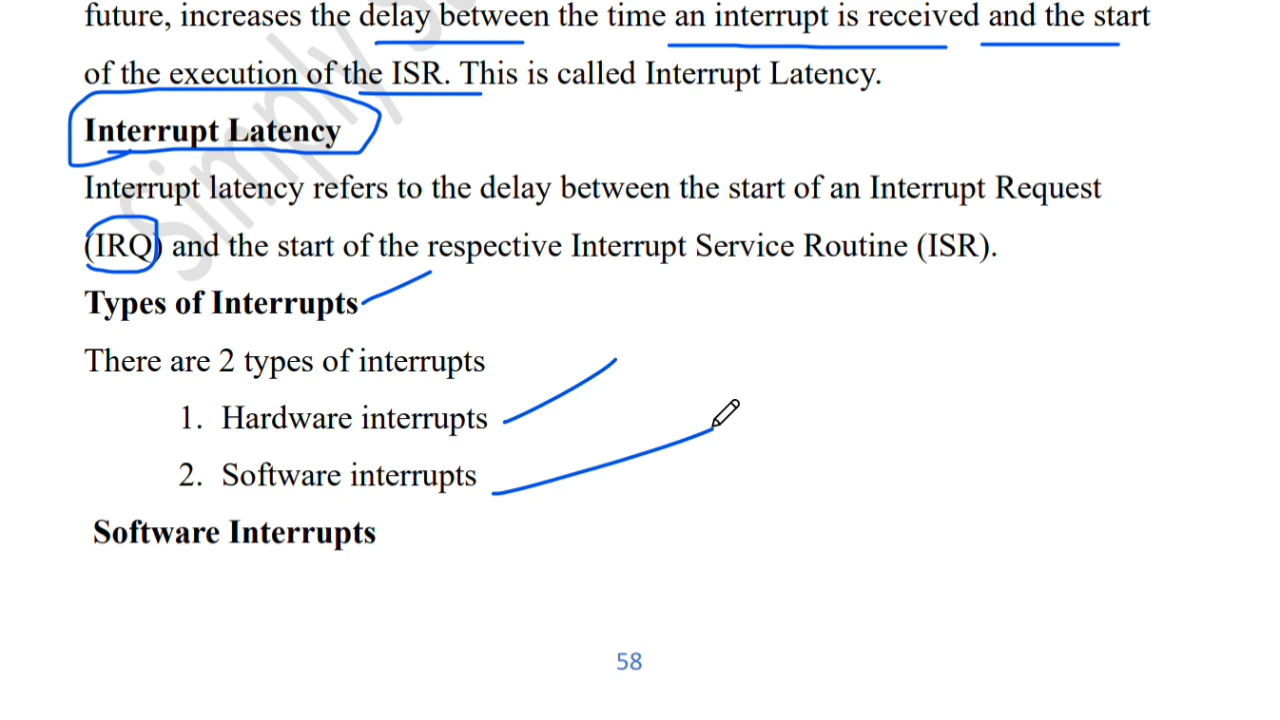 future, increases the delay between the time an interrupt is received and the start
of the execution of the ISR. This is called Interrupt Latency.
Interrupt Latency
Interrupt latency refers to the delay between the start of an Interrupt Request
(IRQ) and the start of the respective Interrupt Service Routine (ISR).
Types of Interrupts
There are 2 types of interrupts
1. Hardware interrupts
2. Software interrupts
Software Interrupts
58
Simply